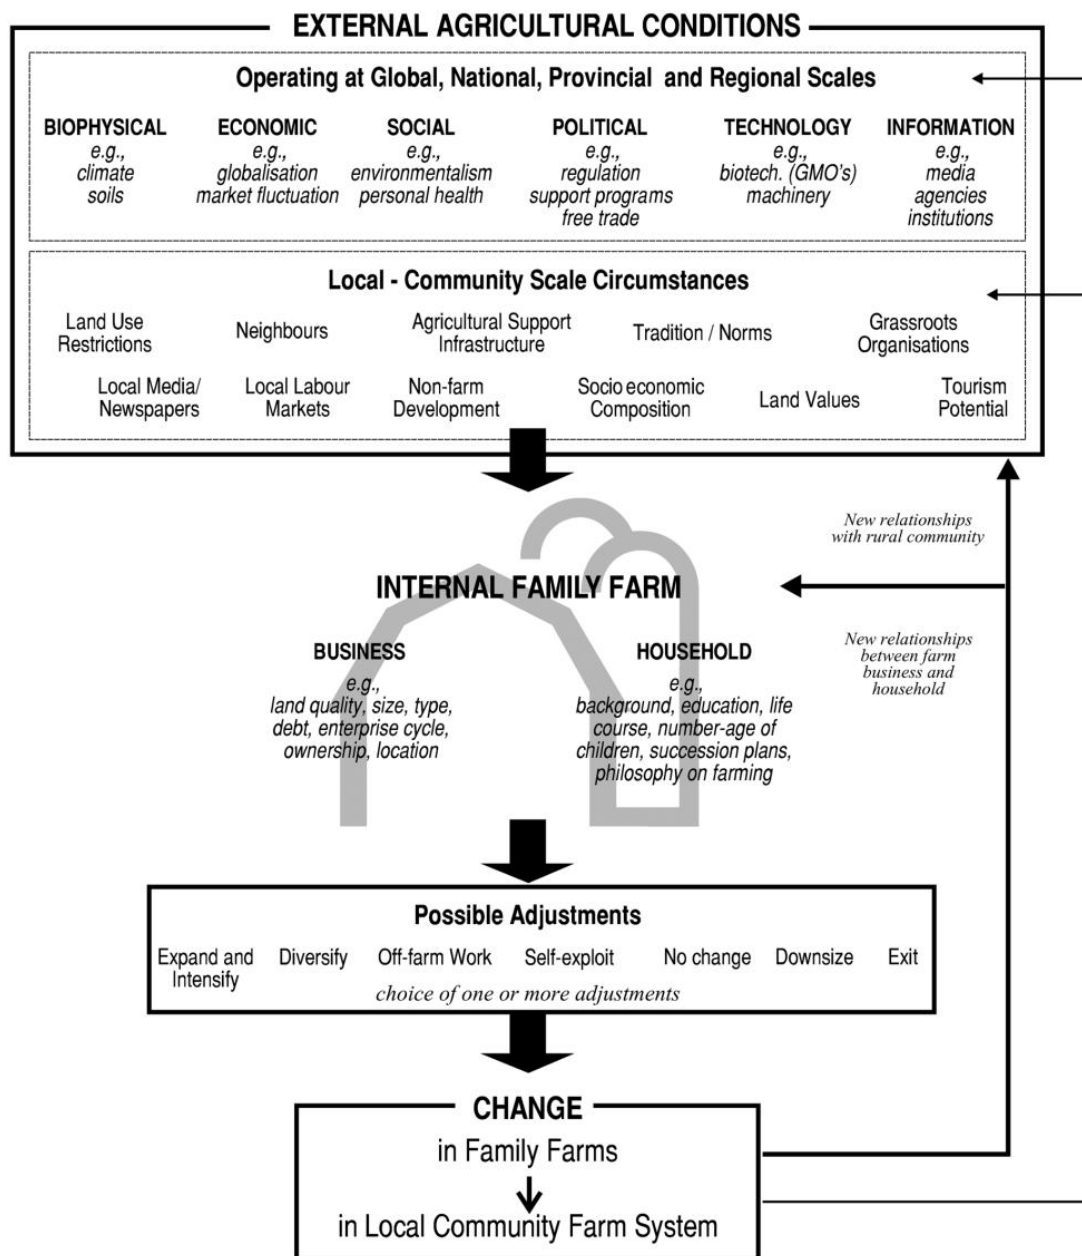 EXTERNAL AGRICULTURAL CONDITIONS
Operating at Global, National, Provincial and Regional Scales
BIOPHYSICAL
e.g.,
climate
soils
ECONOMIC
e.g.,
globalisation
market fluctuation
SOCIAL
e.g.,
environmentalism
personal health
POLITICAL
e.g.,
regulation
support programs
free trade
TECHNOLOGY
e.g.,
biotech. (GMO's)
machinery
INFORMATION
e.g.,
media
agencies
institutions
Local - Community Scale Circumstances
Land Use
Restrictions
Neighbours
Agricultural Support
Infrastructure
Tradition / Norms
Grassroots
Organisations
Local Media/
Newspapers
Local Labour
Markets
Non-farm
Development
Socio economic
Composition
Land Values
Tourism
Potential
New relationships
with rural community
INTERNAL FAMILY FARM
BUSINESS
e.g.,
land quality, size, type,
debt, enterprise cycle,
ownership, location
HOUSEHOLD
e.g.,
background, education, life
course, number-age of
children, succession plans,
philosophy on farming
New relationships
between farm
business and
household
Possible Adjustments
Expand and
Intensify
Diversify
Off-farm Work
Self-exploit
No change
Downsize
Exit
choice of one or more adjustments
CHANGE
in Family Farms
in Local Community Farm System